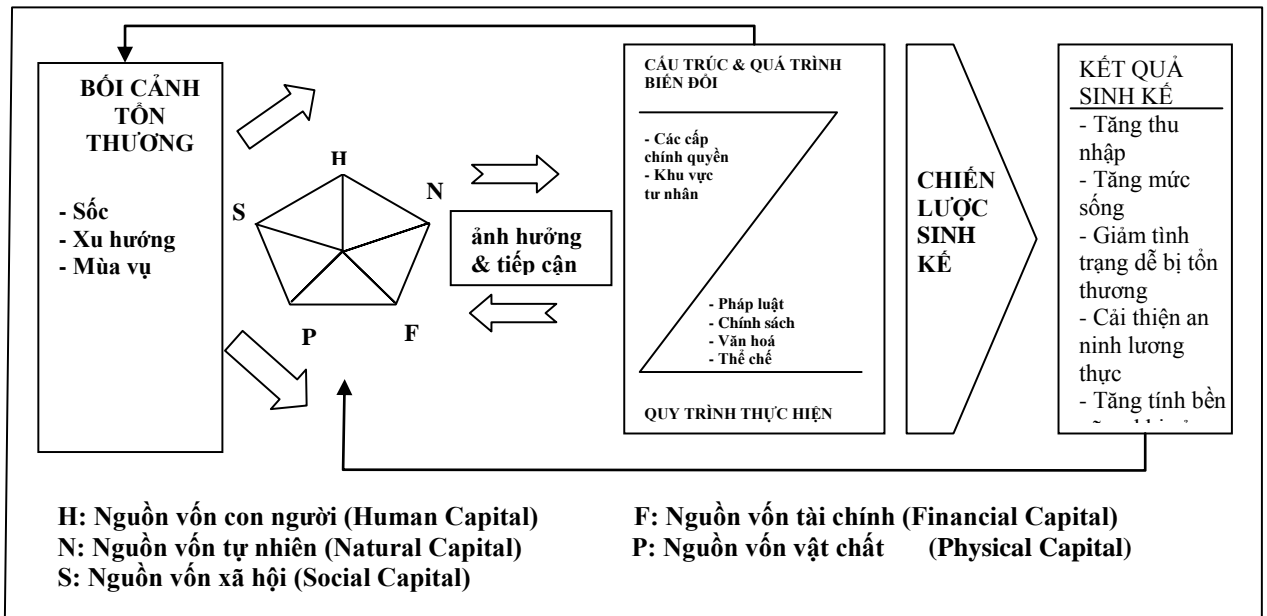 BỐI CẢNH
TỔN
THƯƠNG
- Sốc
- Xu hướng
- Mùa vụ
H
N
S
P
F
ảnh hưởng
& tiếp cận
CẤU TRÚC & QUÁ TRÌNH
BIẾN ĐỔI
- Các cấp
chính quyền
- Khu vực
tư nhân
- Pháp luật
- Chính sách
- Văn hoá
- Thể chế
QUY TRÌNH THỰC HIỆN
CHIẾN
LƯỢC
SINH
KẾ
KẾT QUẢ
SINH KẾ
- Tăng thu
nhập
- Tăng mức
sống
- Giảm tình
trạng dễ bị tổn
thương
- Cải thiện an
ninh lương
thực
- Tăng tính bền
H: Nguồn vốn con người (Human Capital)
F: Nguồn vốn tài chính (Financial Capital)
N: Nguồn vốn tự nhiên (Natural Capital)
P: Nguồn vốn vật chất (Physical Capital)
S: Nguồn vốn xã hội (Social Capital)